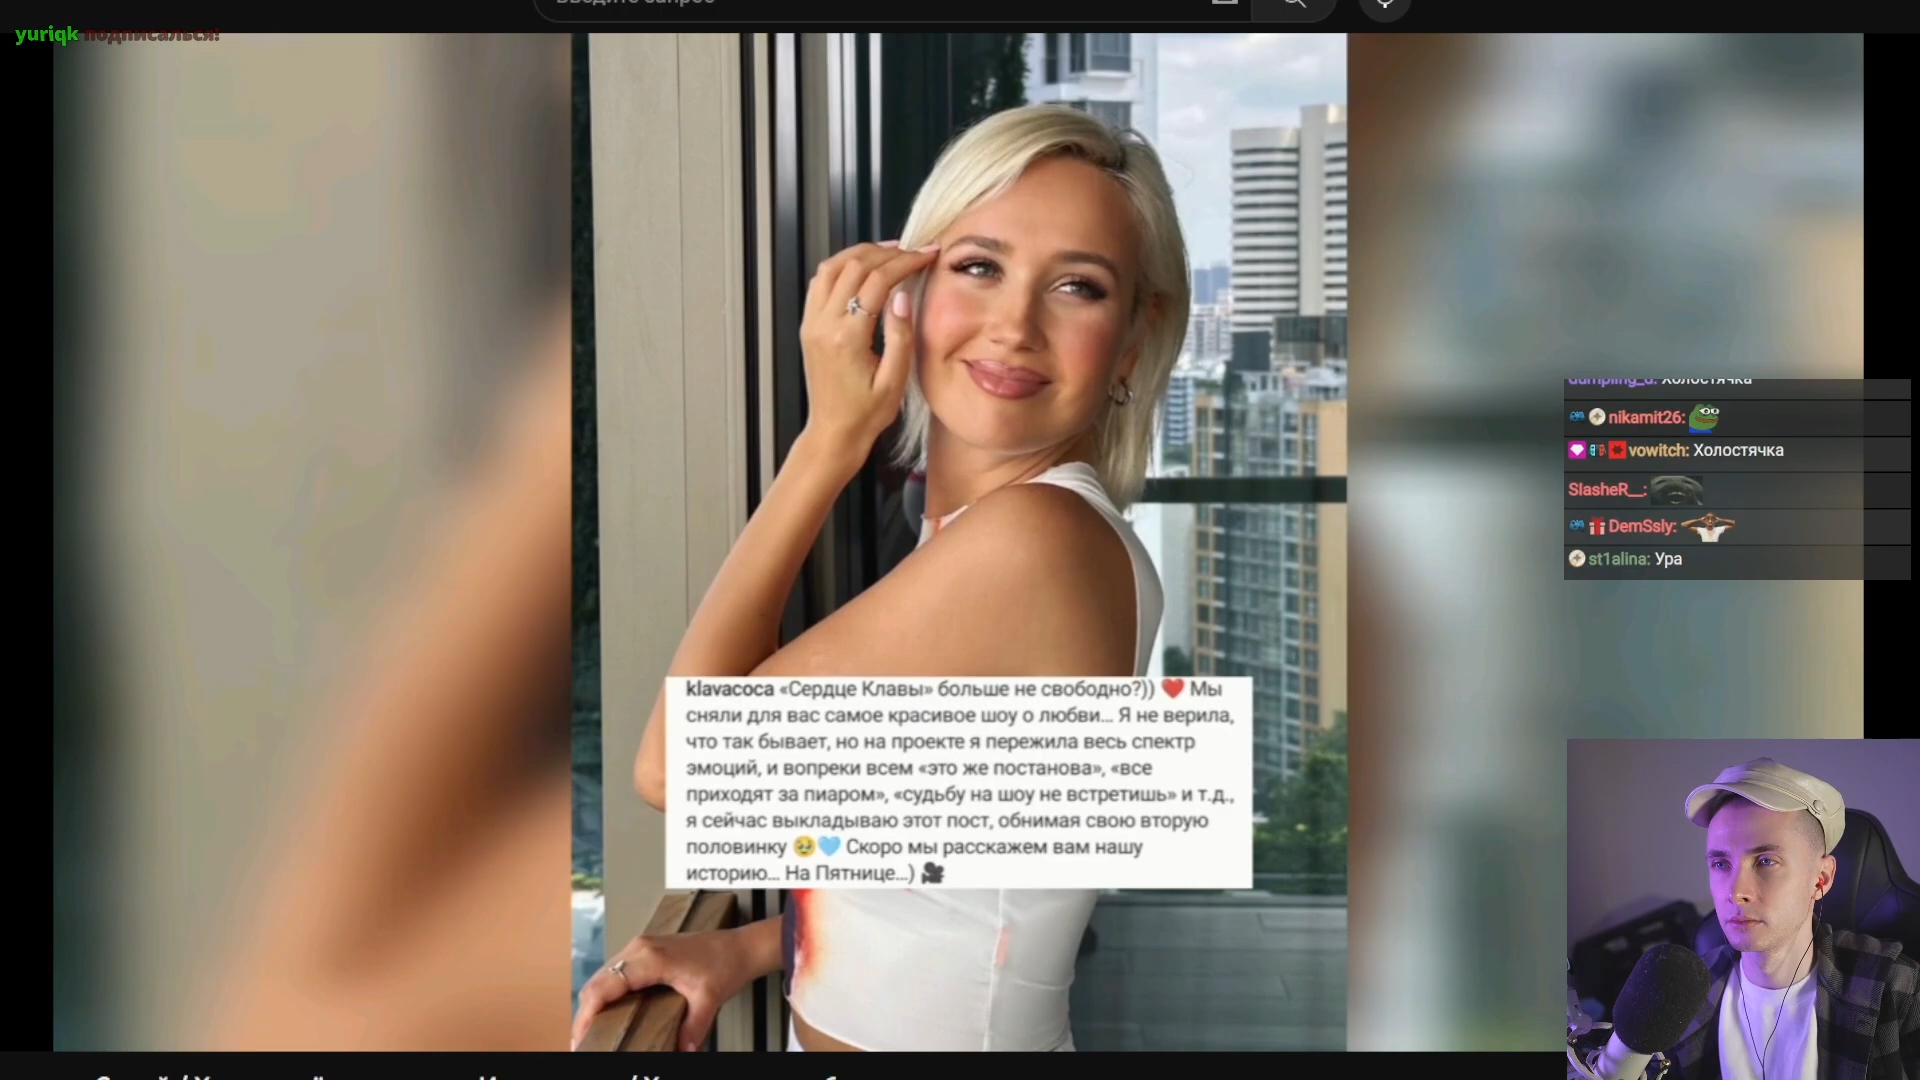 yuriqk подписался!
klavacoca «Сердце Клавы» больше не свободно?)) ❤️ Мы
сняли для вас самое красивое шоу о любви... Я не верила,
что так бывает, но на проекте я пережила весь спектр
эмоций, и вопреки всем «это же постанова», «все
приходят за пиаром», «судьбу на шоу не встретишь» и т.д.,
я сейчас выкладываю этот пост, обнимая свою вторую
половинку 🥹🩵 Скоро мы расскажем вам нашу
историю... На Пятнице...) 🎥
nikamit26:
vowitch: Холостячка
SlasheR__:
DemSsly:
st1alina: Ура